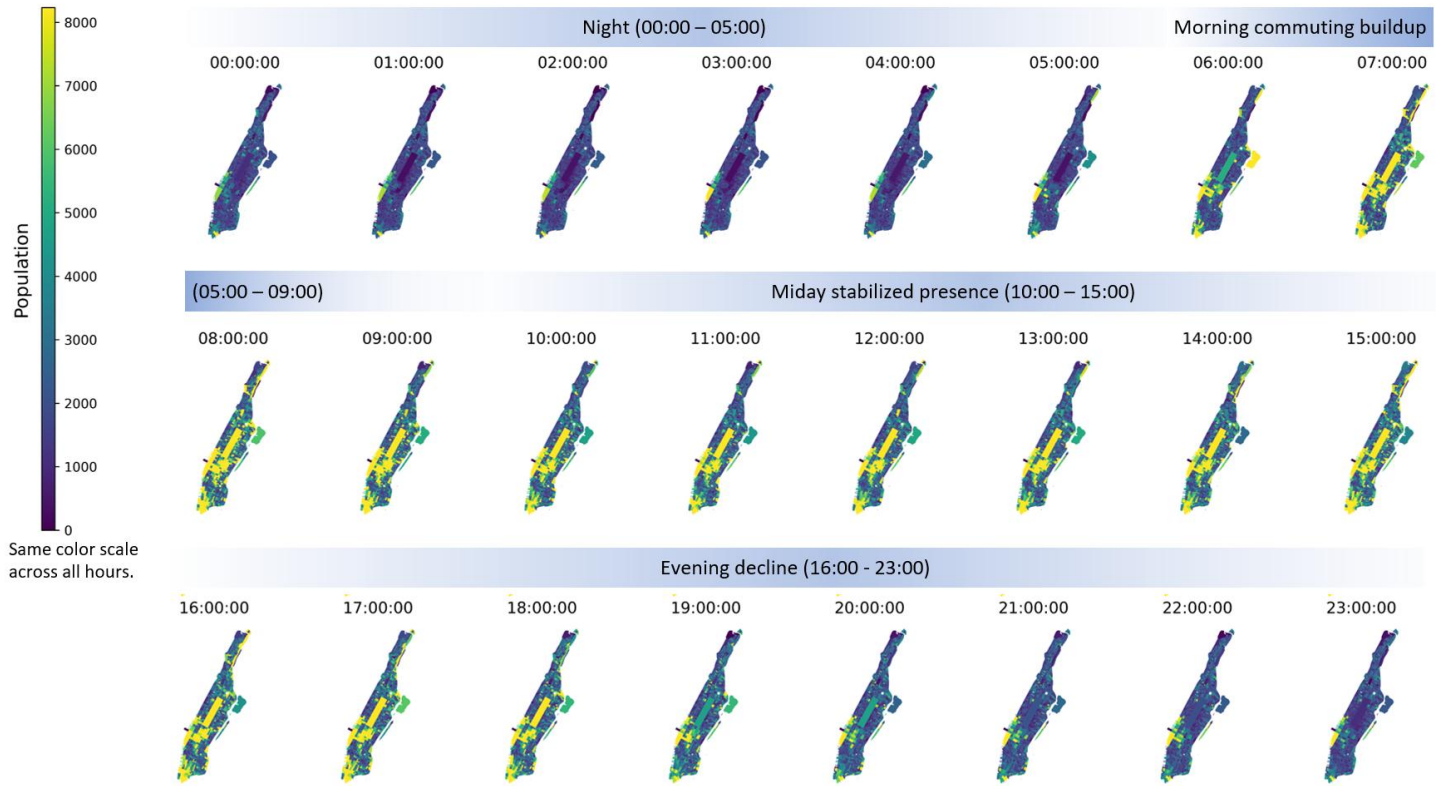 Night (00:00 – 05:00)
Morning commuting buildup
00:00:00 01:00:00 02:00:00 03:00:00 04:00:00 05:00:00 06:00:00 07:00:00
(05:00 – 09:00)
Miday stabilized presence (10:00 – 15:00)
08:00:00 09:00:00 10:00:00 11:00:00 12:00:00 13:00:00 14:00:00 15:00:00
Evening decline (16:00 - 23:00)
16:00:00 17:00:00 18:00:00 19:00:00 20:00:00 21:00:00 22:00:00 23:00:00
Population
8000
7000
6000
5000
4000
3000
2000
1000
0
Same color scale
across all hours.